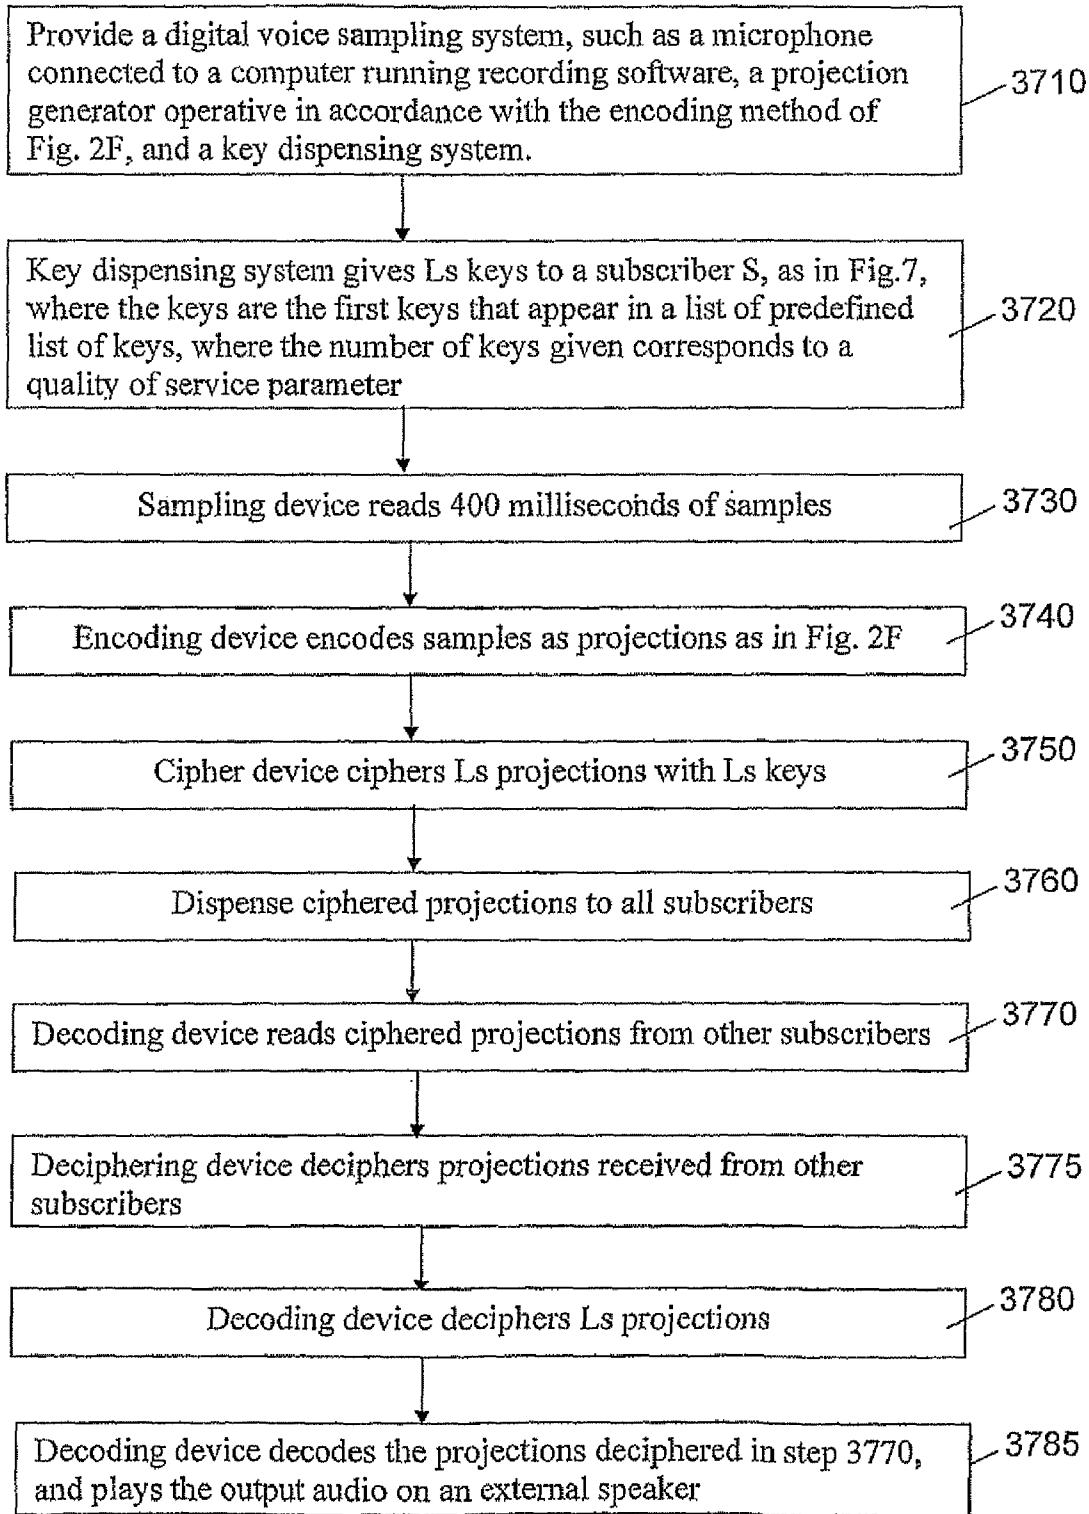 Provide a digital voice sampling system, such as a microphone
connected to a computer running recording software, a projection
generator operative in accordance with the encoding method of
Fig. 2F, and a key dispensing system.
3710
Key dispensing system gives Ls keys to a subscriber S, as in Fig.7,
where the keys are the first keys that appear in a list of predefined
list of keys, where the number of keys given corresponds to a
quality of service parameter
3720
Sampling device reads 400 milliseconds of samples
3730
Encoding device encodes samples as projections as in Fig. 2F
3740
Cipher device ciphers Ls projections with Ls keys
3750
Dispense ciphered projections to all subscribers
3760
Decoding device reads ciphered projections from other subscribers
3770
Deciphering device deciphers projections received from other
subscribers
3775
Decoding device deciphers Ls projections
3780
Decoding device decodes the projections deciphered in step 3770,
and plays the output audio on an external speaker
3785